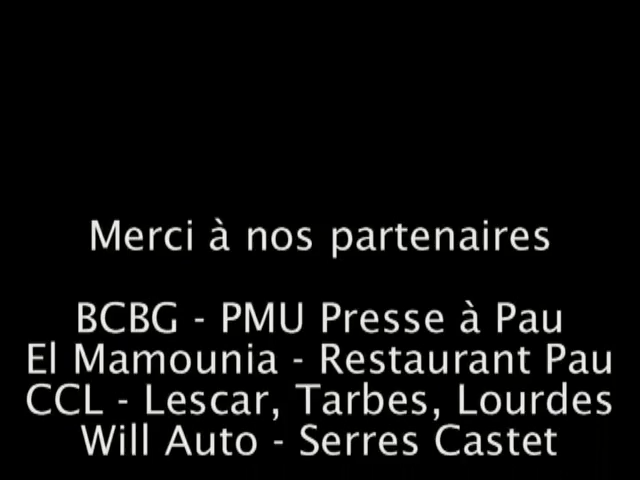 Merci à nos partenaires
BCBG - PMU Presse à Pau
El Mamounia - Restaurant Pau
CCL - Lescar, Tarbes, Lourdes
Will Auto - Serres Castet